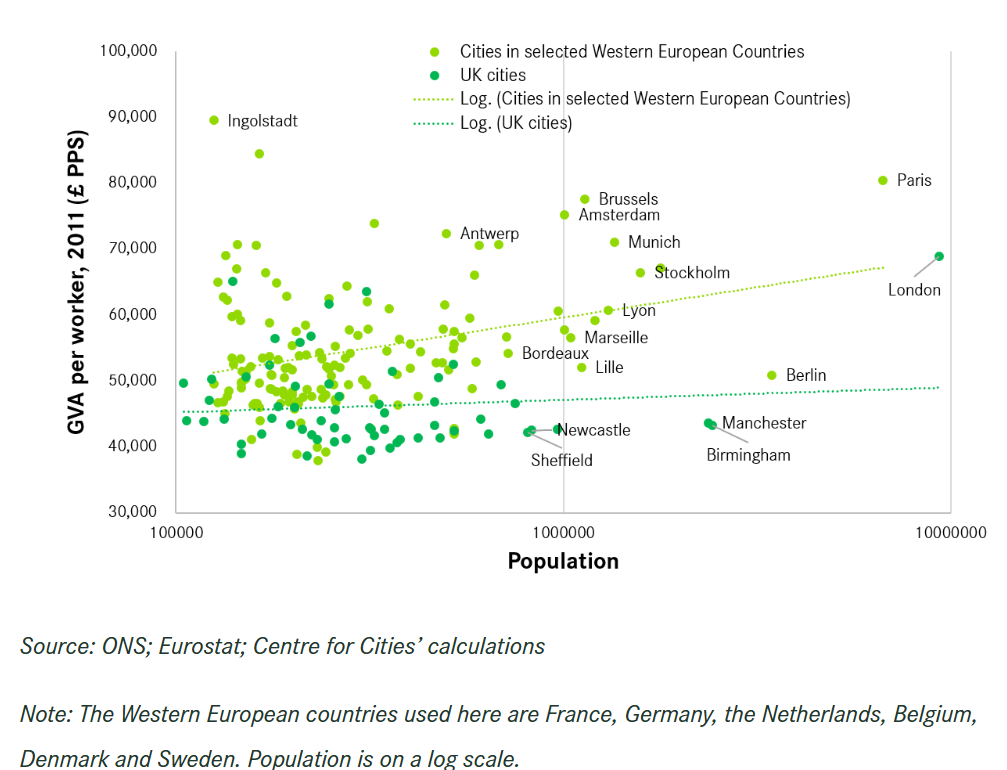 100,000
90,000
80,000
70,000
60,000
50,000
40,000
30,000
GVA per worker, 2011 (£ PPS)
Cities in selected Western European Countries
UK cities
Log. (Cities in selected Western European Countries)
Log. (UK cities)
Ingolstadt
Paris
Brussels
Amsterdam
Antwerp
Munich
Stockholm
London
Lyon
Marseille
Bordeaux
Lille
Berlin
Newcastle
Manchester
Sheffield
Birmingham
100000
1000000
10000000
Population
Source: ONS; Eurostat; Centre for Cities’ calculations
Note: The Western European countries used here are France, Germany, the Netherlands, Belgium,
Denmark and Sweden. Population is on a log scale.